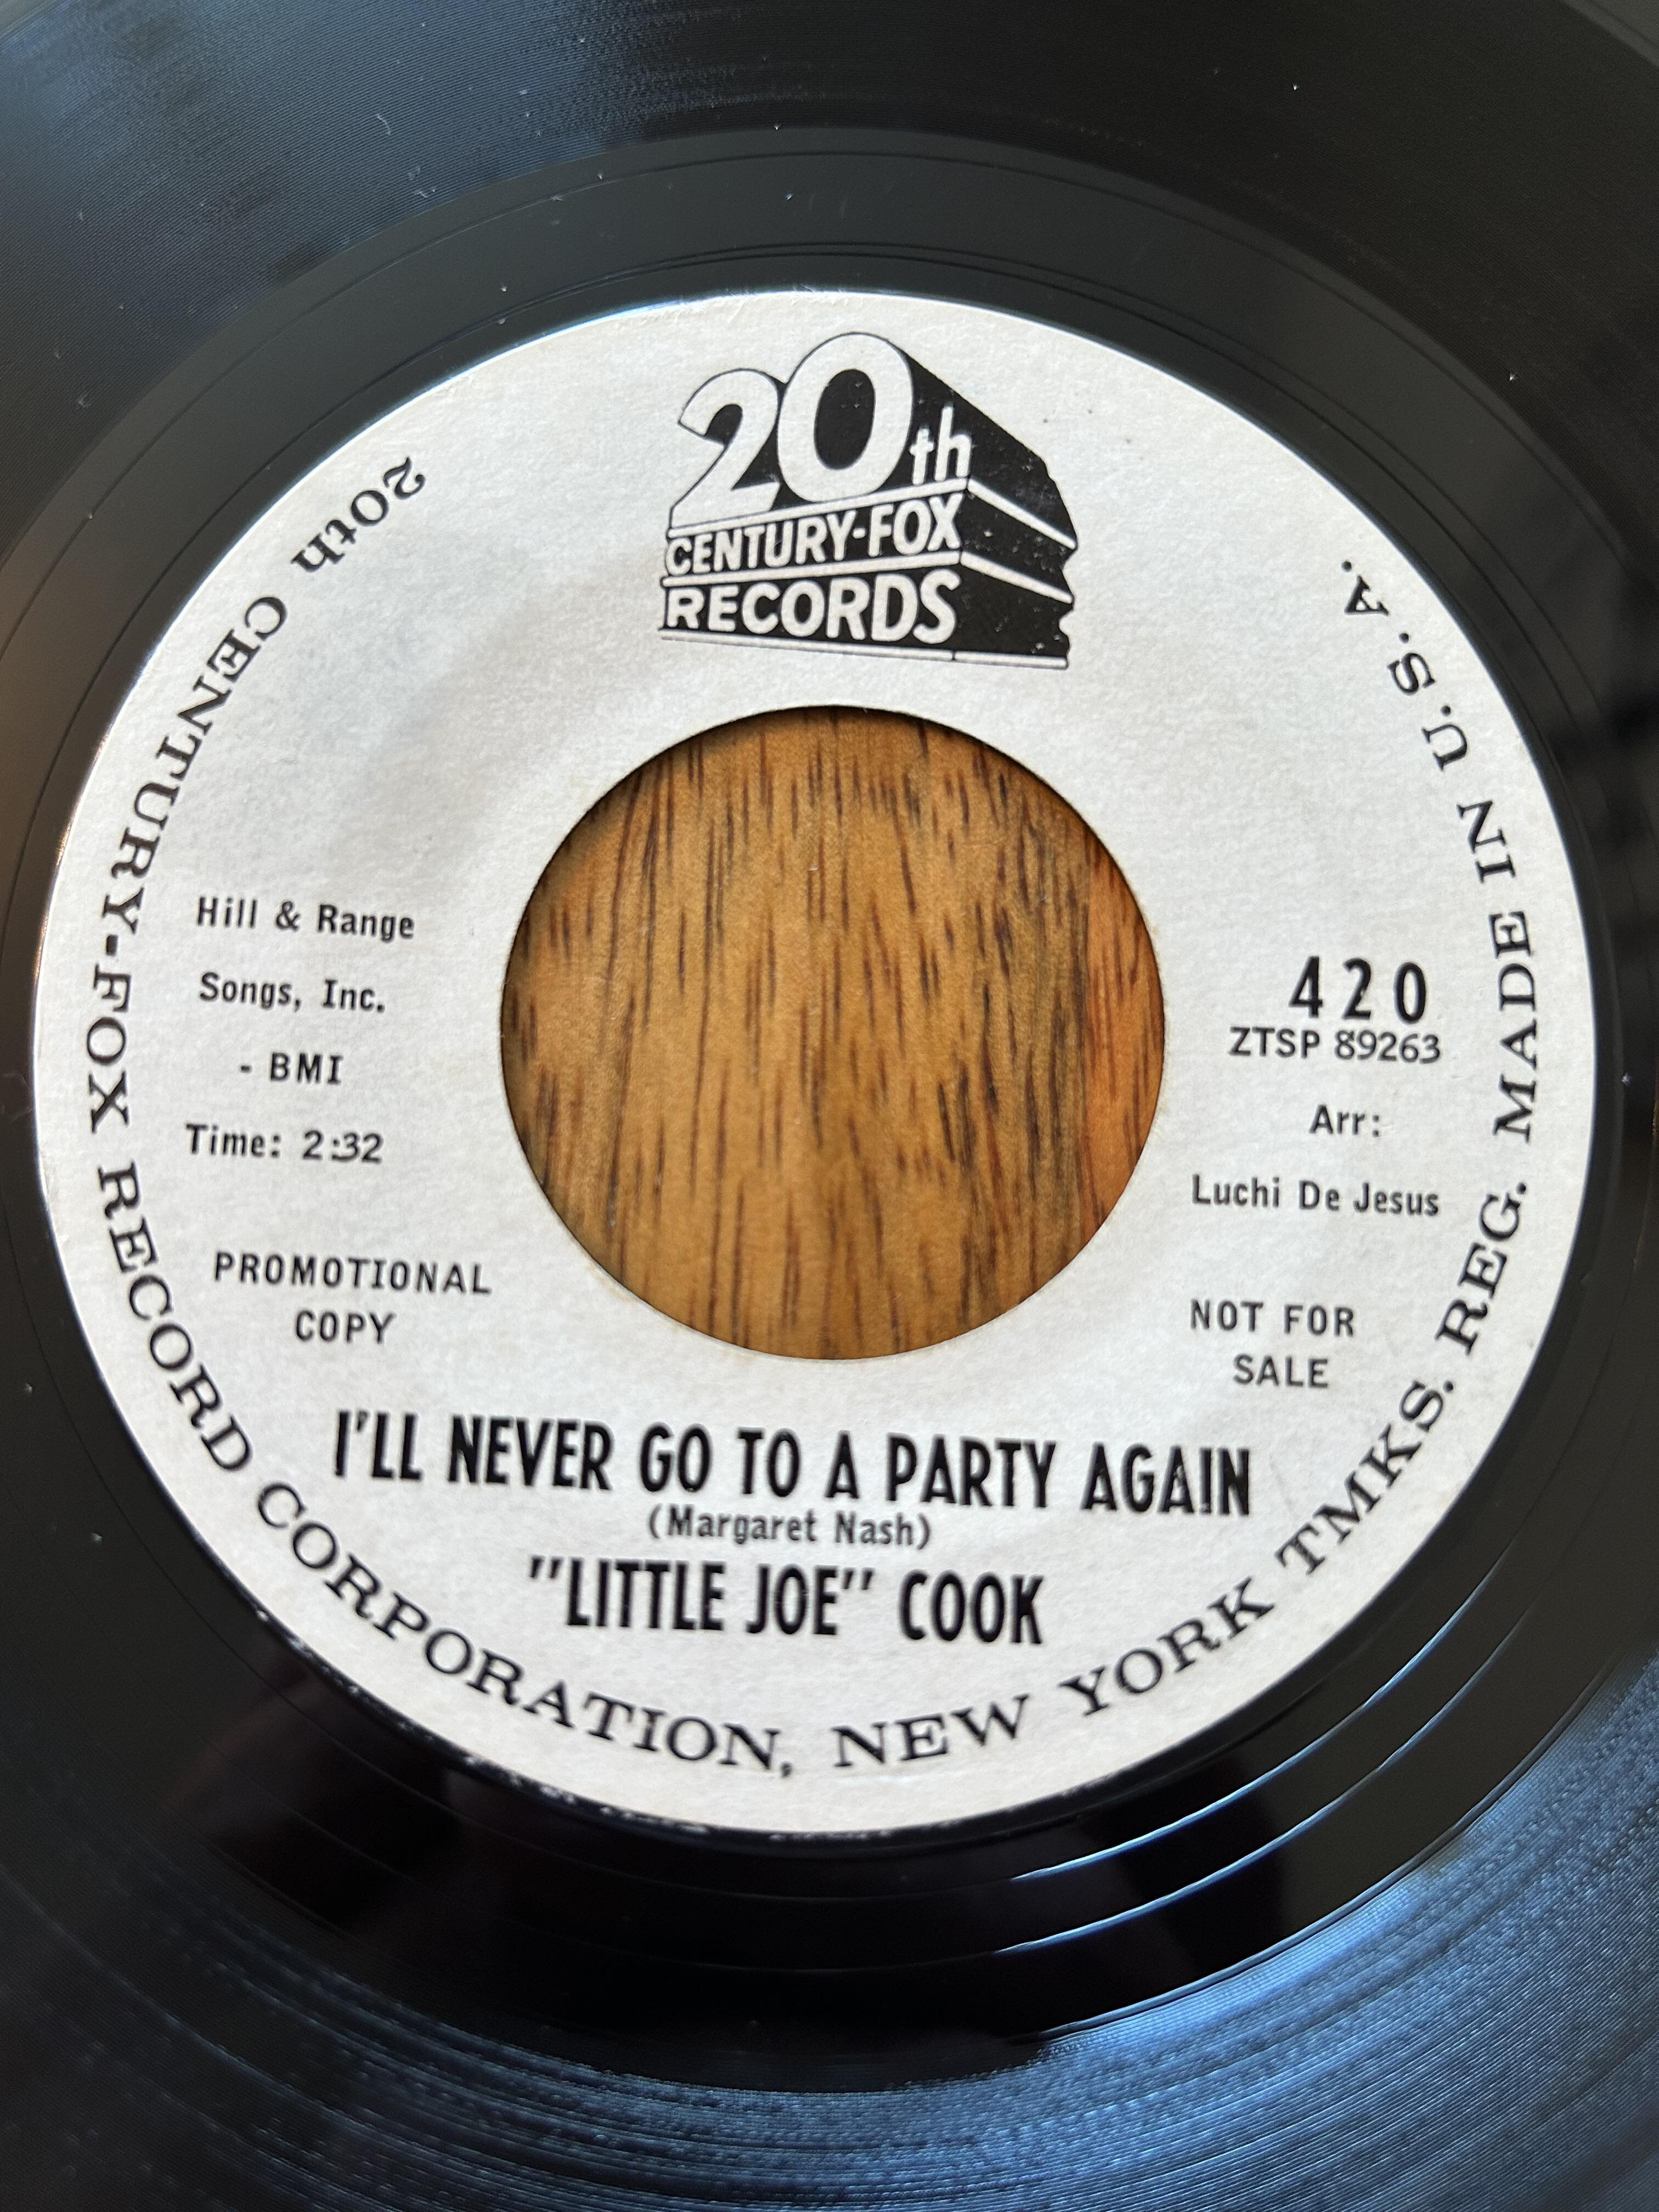 20th
CENTURY-FOX
RECORDS
Hill & Range
Songs, Inc.
- BMI
Time: 2:32
PROMOTIONAL
COPY
420
ZTSP 89263
Arr:
Luchi De Jesus
NOT FOR
SALE
I'LL NEVER GO TO A PARTY AGAIN
(Margaret Nash)
"LITTLE JOE" COOK
20th CENTURY-FOX RECORD CORPORATION, NEW YORK TMKS. REG. MADE IN U.S.A.